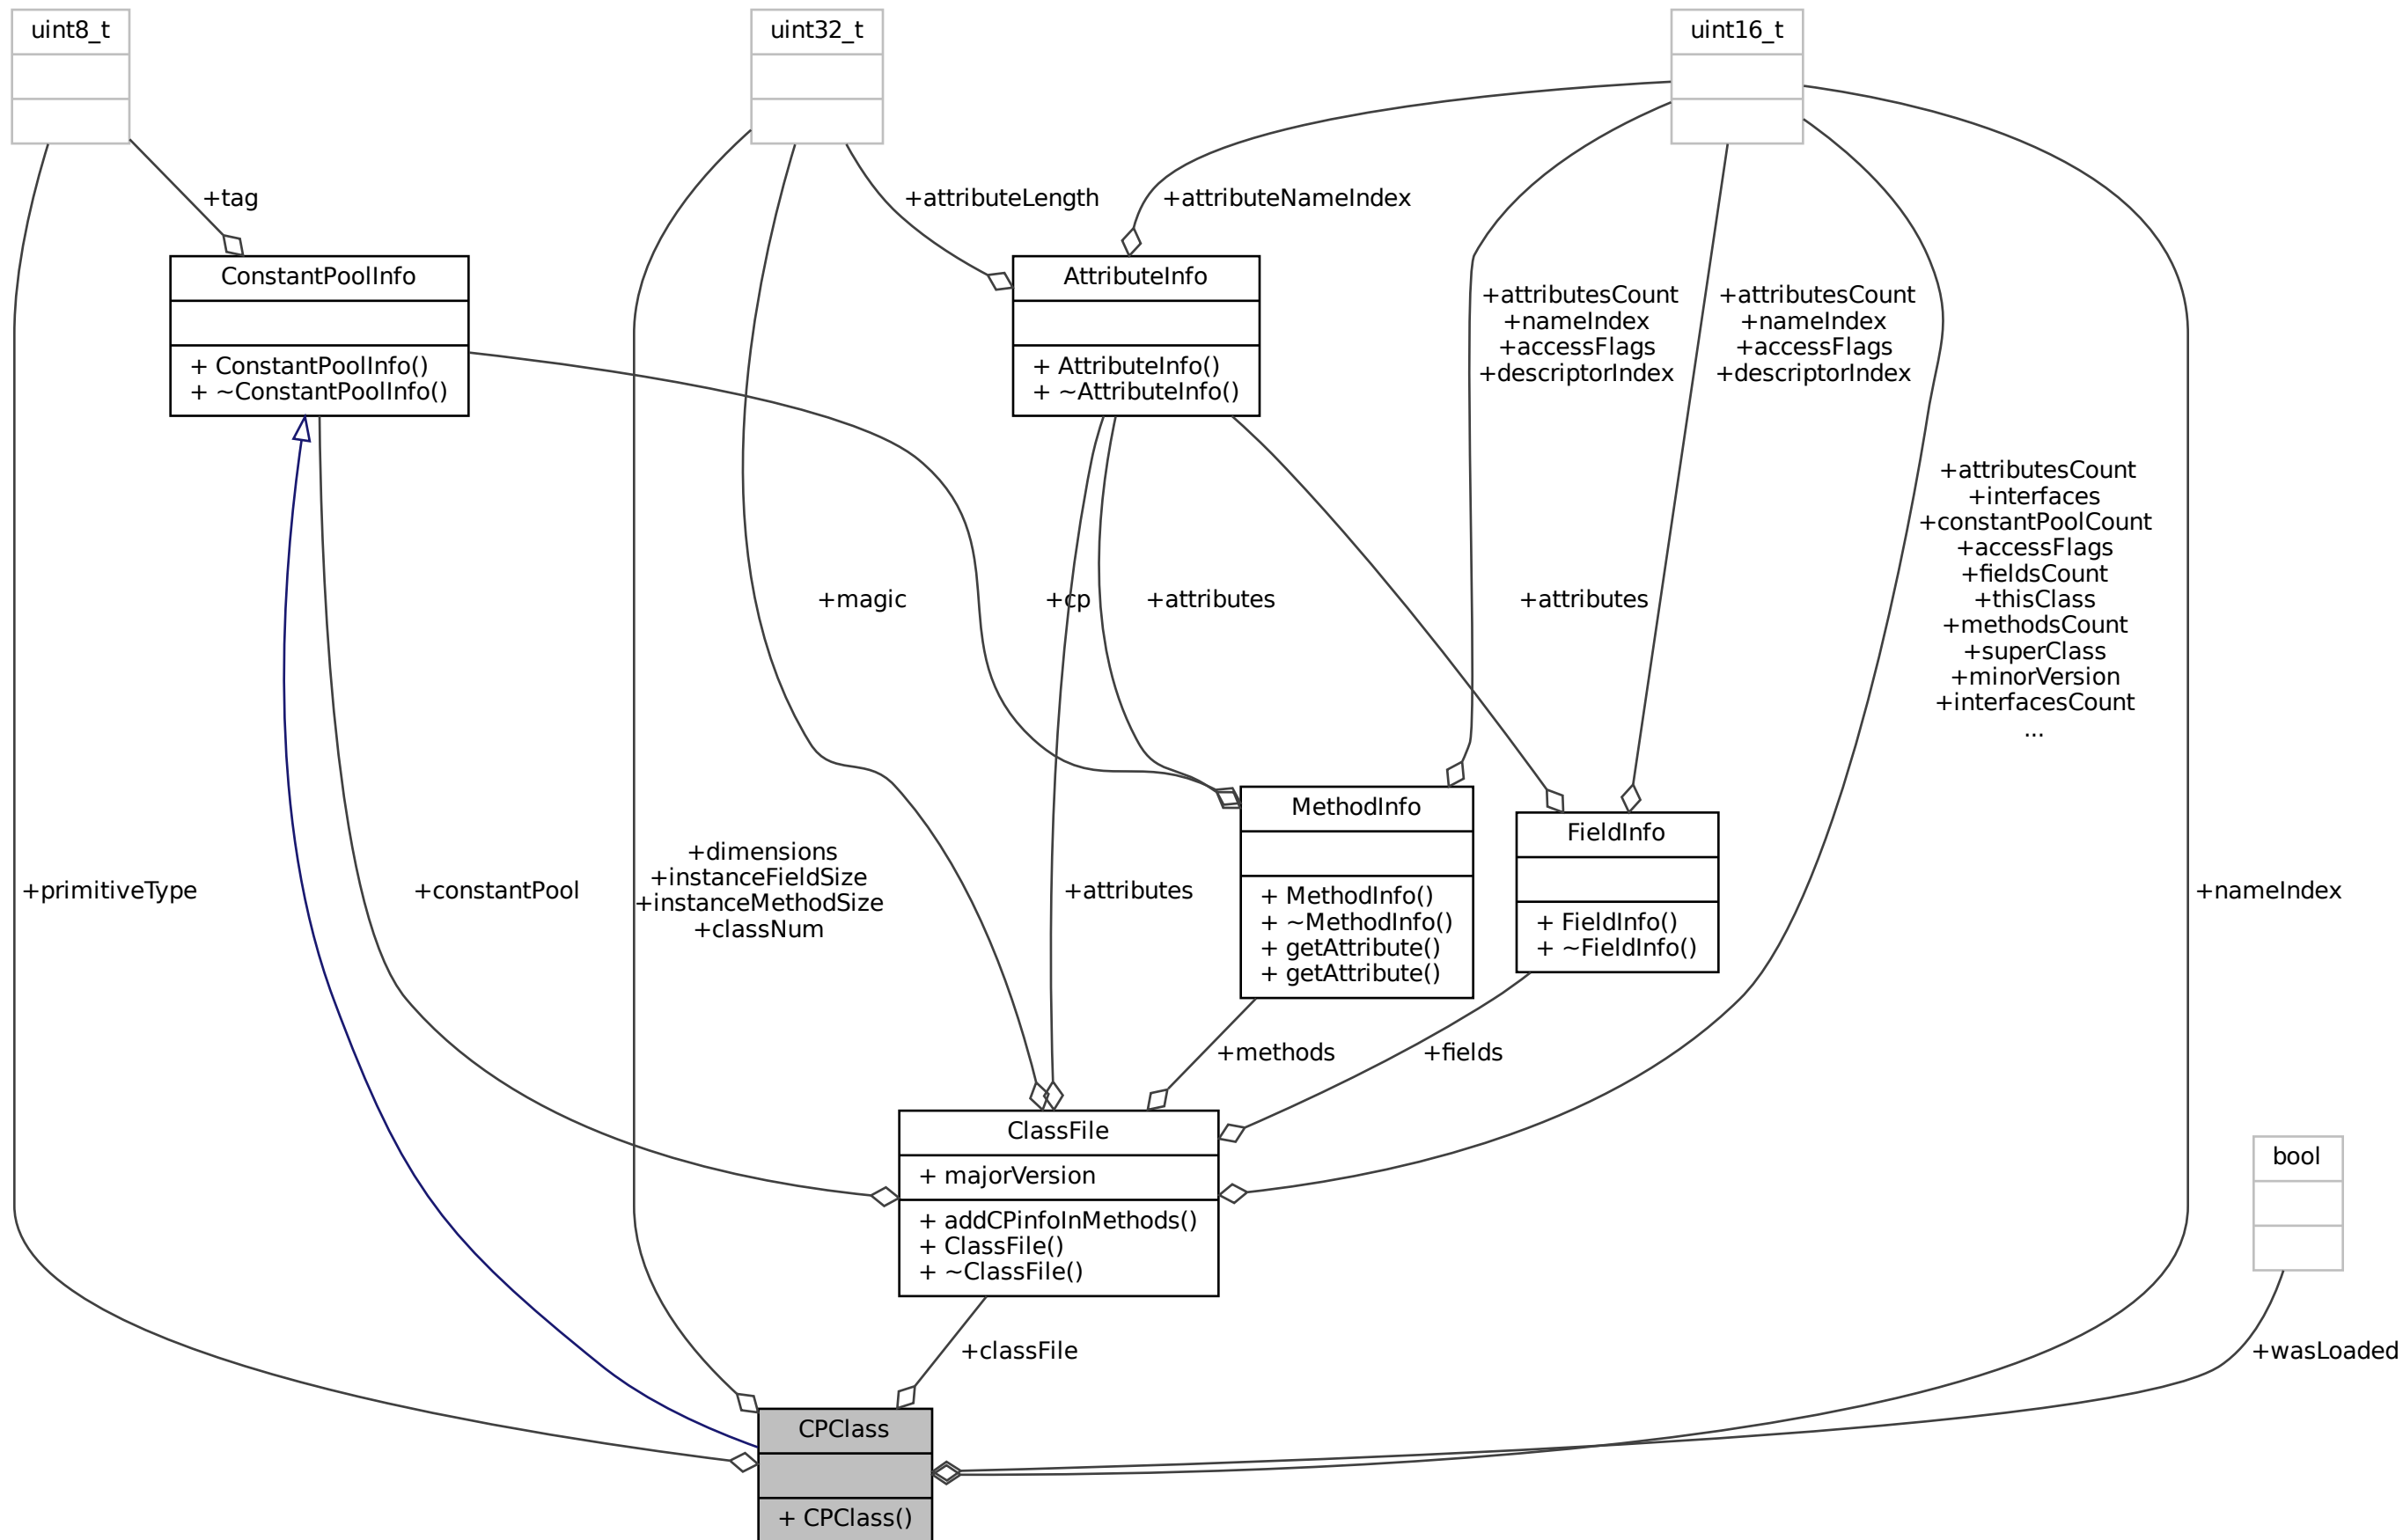 uint8_t
uint32_t
uint16_t
+tag
+attributeLength
+attributeNameIndex
ConstantPoolInfo
+ ConstantPoolInfo()
+ ~ConstantPoolInfo()
AttributeInfo
+ AttributeInfo()
+ ~AttributeInfo()
+attributesCount
+nameIndex
+accessFlags
+descriptorIndex
+attributesCount
+nameIndex
+accessFlags
+descriptorIndex
+attributesCount
+interfaces
+constantPoolCount
+accessFlags
+fieldsCount
+thisClass
+methodsCount
+superClass
+minorVersion
+interfacesCount
...
+magic
+cp
+attributes
+attributes
MethodInfo
+ MethodInfo()
+ ~MethodInfo()
+ getAttribute()
+ getAttribute()
FieldInfo
+ FieldInfo()
+ ~FieldInfo()
+primitiveType
+constantPool
+dimensions
+instanceFieldSize
+instanceMethodSize
+classNum
+attributes
+nameIndex
+methods
+fields
ClassFile
+ majorVersion
+ addCPinfoInMethods()
+ ClassFile()
+ ~ClassFile()
bool
+classFile
+wasLoaded
CPClass
+ CPClass()